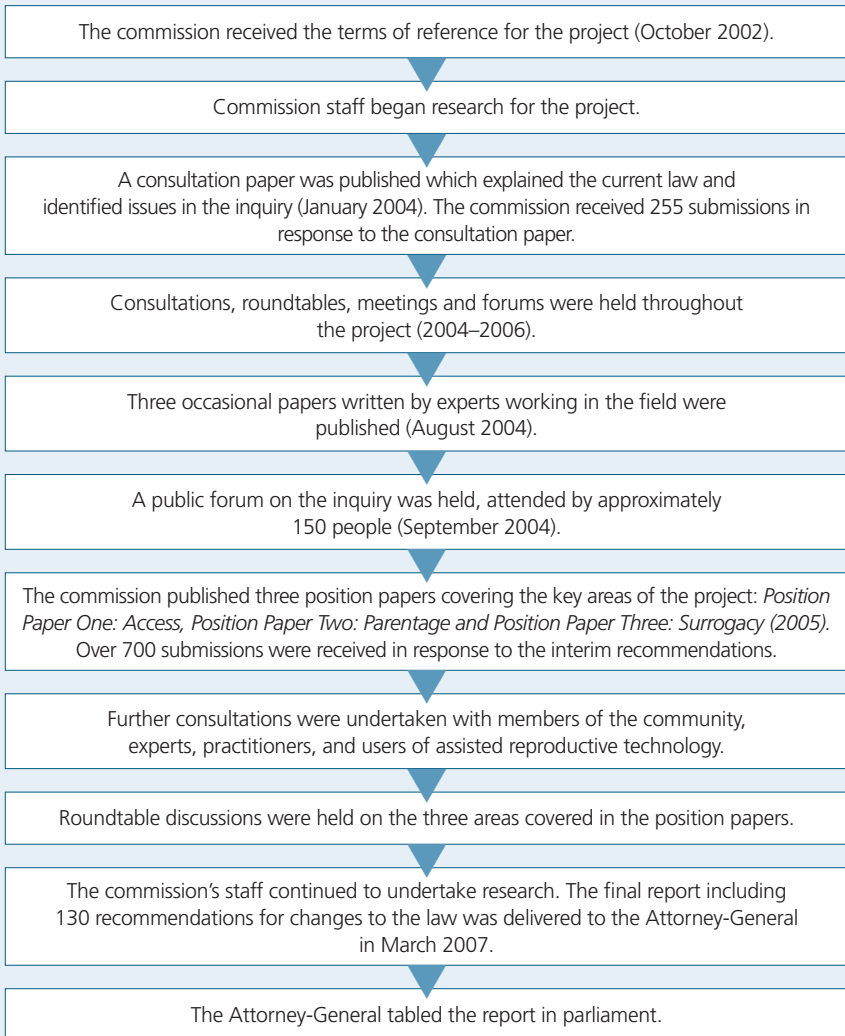 The commission received the terms of reference for the project (October 2002).
Commission staff began research for the project.
A consultation paper was published which explained the current law and
identified issues in the inquiry (January 2004). The commission received 255 submissions in
response to the consultation paper.
Consultations, roundtables, meetings and forums were held throughout
the project (2004–2006).
Three occasional papers written by experts working in the field were
published (August 2004).
A public forum on the inquiry was held, attended by approximately
150 people (September 2004).
The commission published three position papers covering the key areas of the project: Position
Paper One: Access, Position Paper Two: Parentage and Position Paper Three: Surrogacy (2005).
Over 700 submissions were received in response to the interim recommendations.
Further consultations were undertaken with members of the community,
experts, practitioners, and users of assisted reproductive technology.
Roundtable discussions were held on the three areas covered in the position papers.
The commission's staff continued to undertake research. The final report including
130 recommendations for changes to the law was delivered to the Attorney-General
in March 2007.
The Attorney-General tabled the report in parliament.